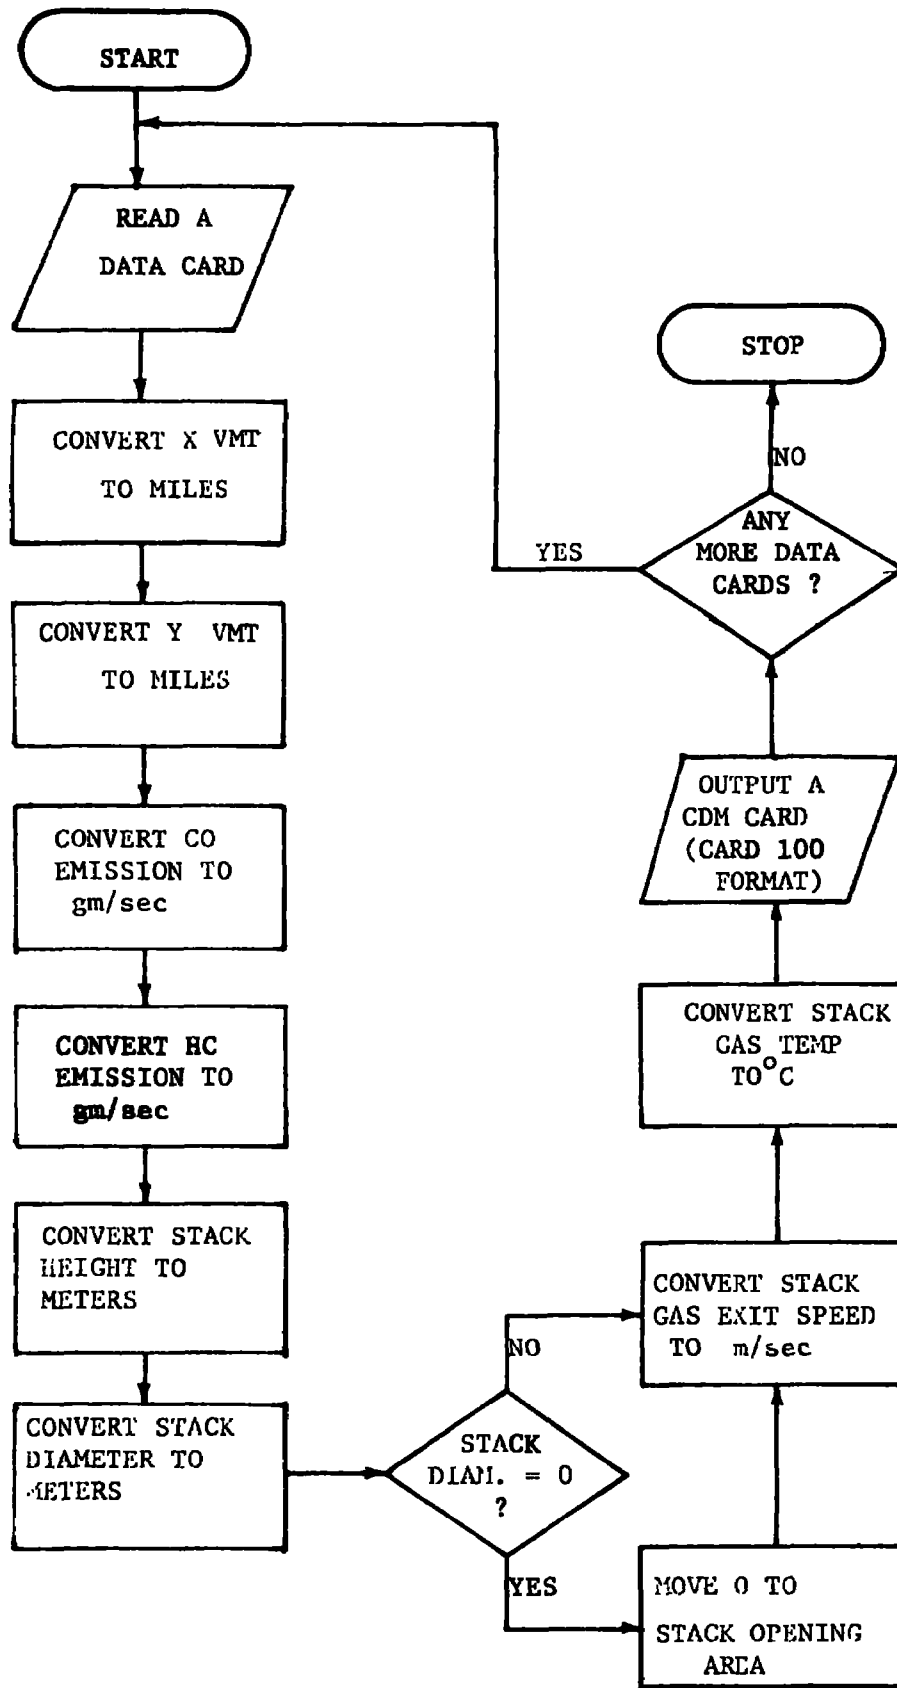 START
READ A
DATA CARD
CONVERT X VMT
TO MILES
CONVERT Y VMT
TO MILES
CONVERT CO
EMISSION TO
gm/sec
CONVERT HC
EMISSION TO
gm/sec
CONVERT STACK
HEIGHT TO
METERS
CONVERT STACK
DIAMETER TO
METERS
STACK
DIAM. = 0
?
NO
YES
MOVE 0 TO
STACK OPENING
AREA
CONVERT STACK
GAS EXIT SPEED
TO m/sec
CONVERT STACK
GAS TEMP
TO °C
OUTPUT A
CDM CARD
(CARD 100
FORMAT)
ANY
MORE DATA
CARDS ?
YES
NO
STOP